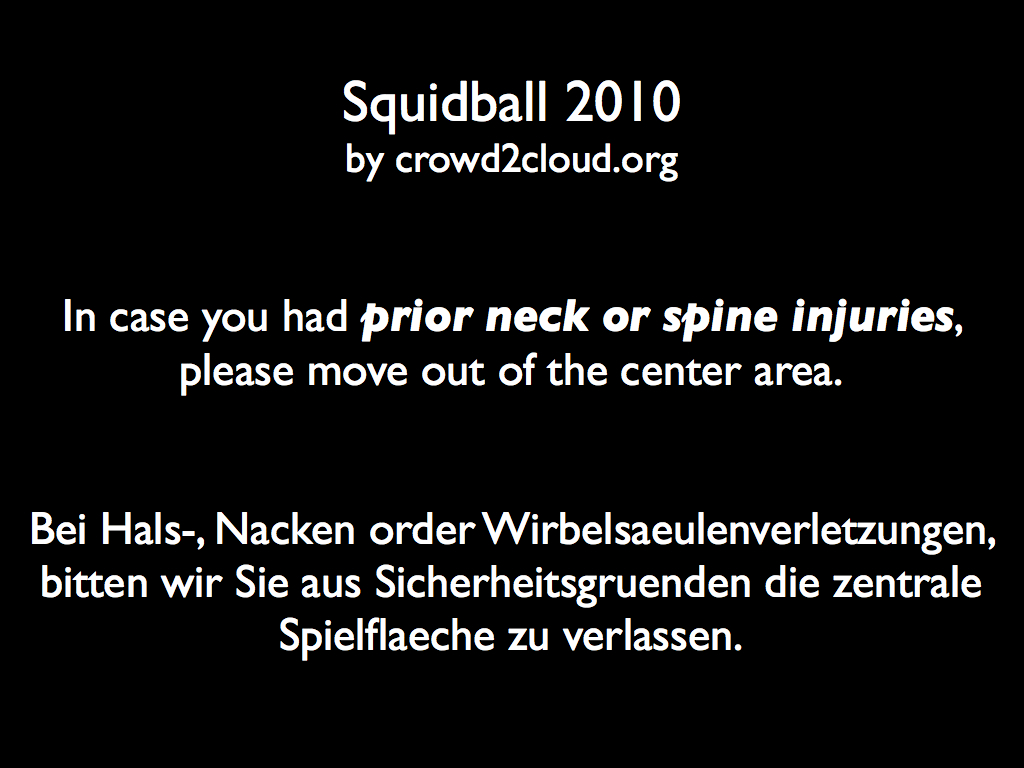 Squidball 2010
by crowd2cloud.org
In case you had prior neck or spine injuries,
please move out of the center area.
Bei Hals-, Nacken order Wirbelsaeulenverletzungen,
bitten wir Sie aus Sicherheitsgruenden die zentrale
Spielflaeche zu verlassen.